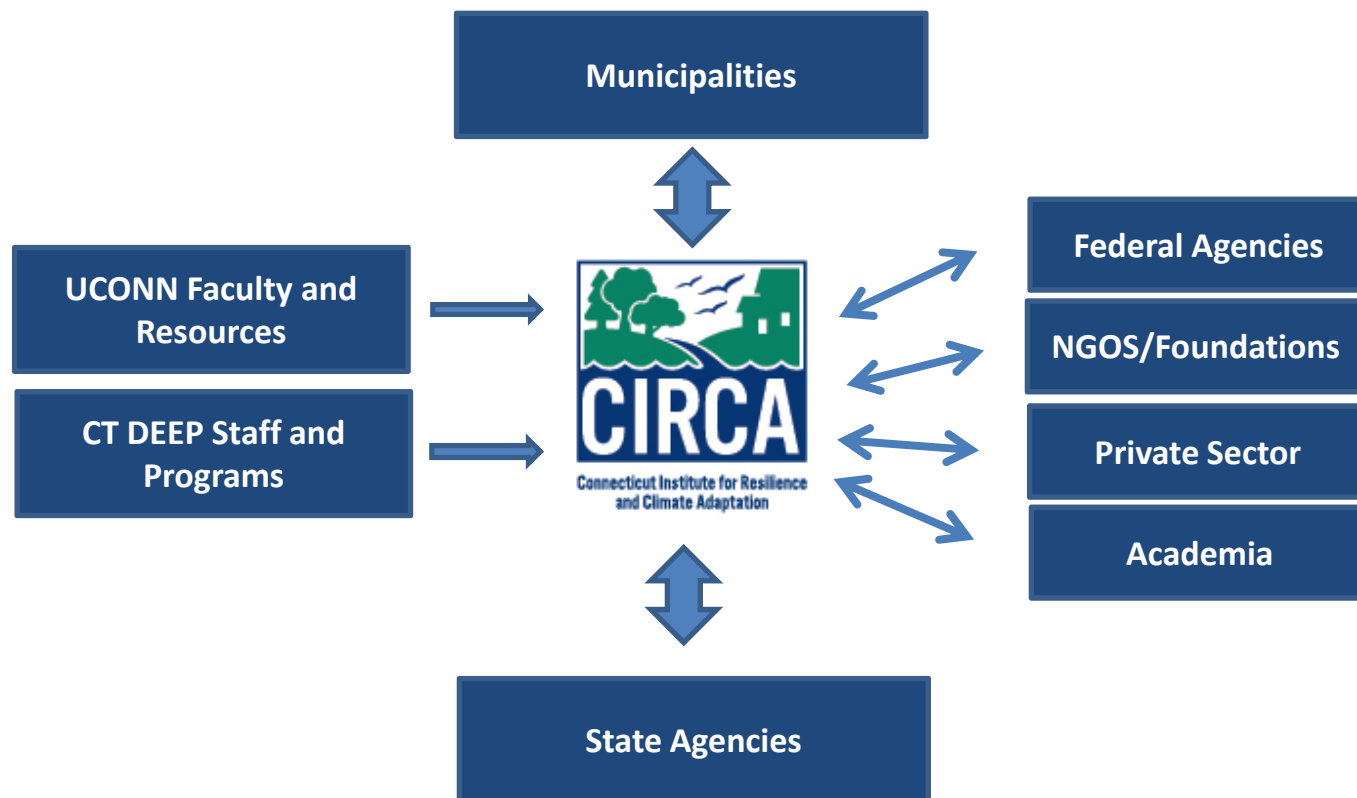 Municipalities
UCONN Faculty and
Resources
CT DEEP Staff and
Programs
CIRCA
Connecticut Institute for Resilience
and Climate Adaptation
Federal Agencies
NGOS/Foundations
Private Sector
Academia
State Agencies